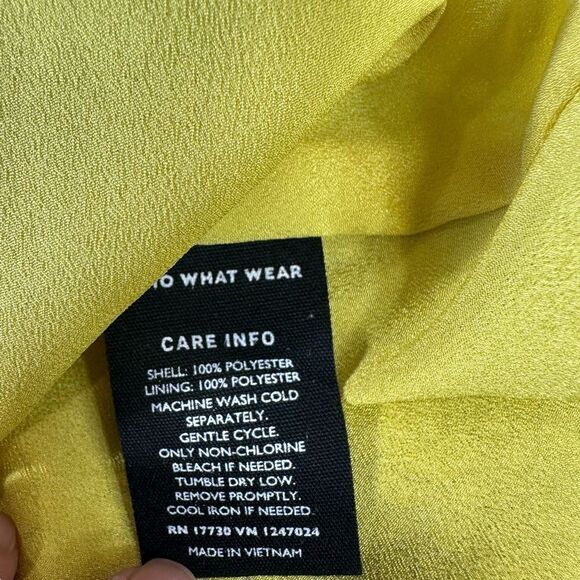 WHAT WEAR
CARE INFO
SHELL: 100% POLYESTER
LINING: 100% POLYESTER
MACHINE WASH COLD
SEPARATELY.
GENTLE CYCLE.
ONLY NON-CHLORINE
BLEACH IF NEEDED.
TUMBLE DRY LOW.
REMOVE PROMPTLY.
COOL IRON IF NEEDED.
RN 17730 VN 1247024
MADE IN VIETNAM